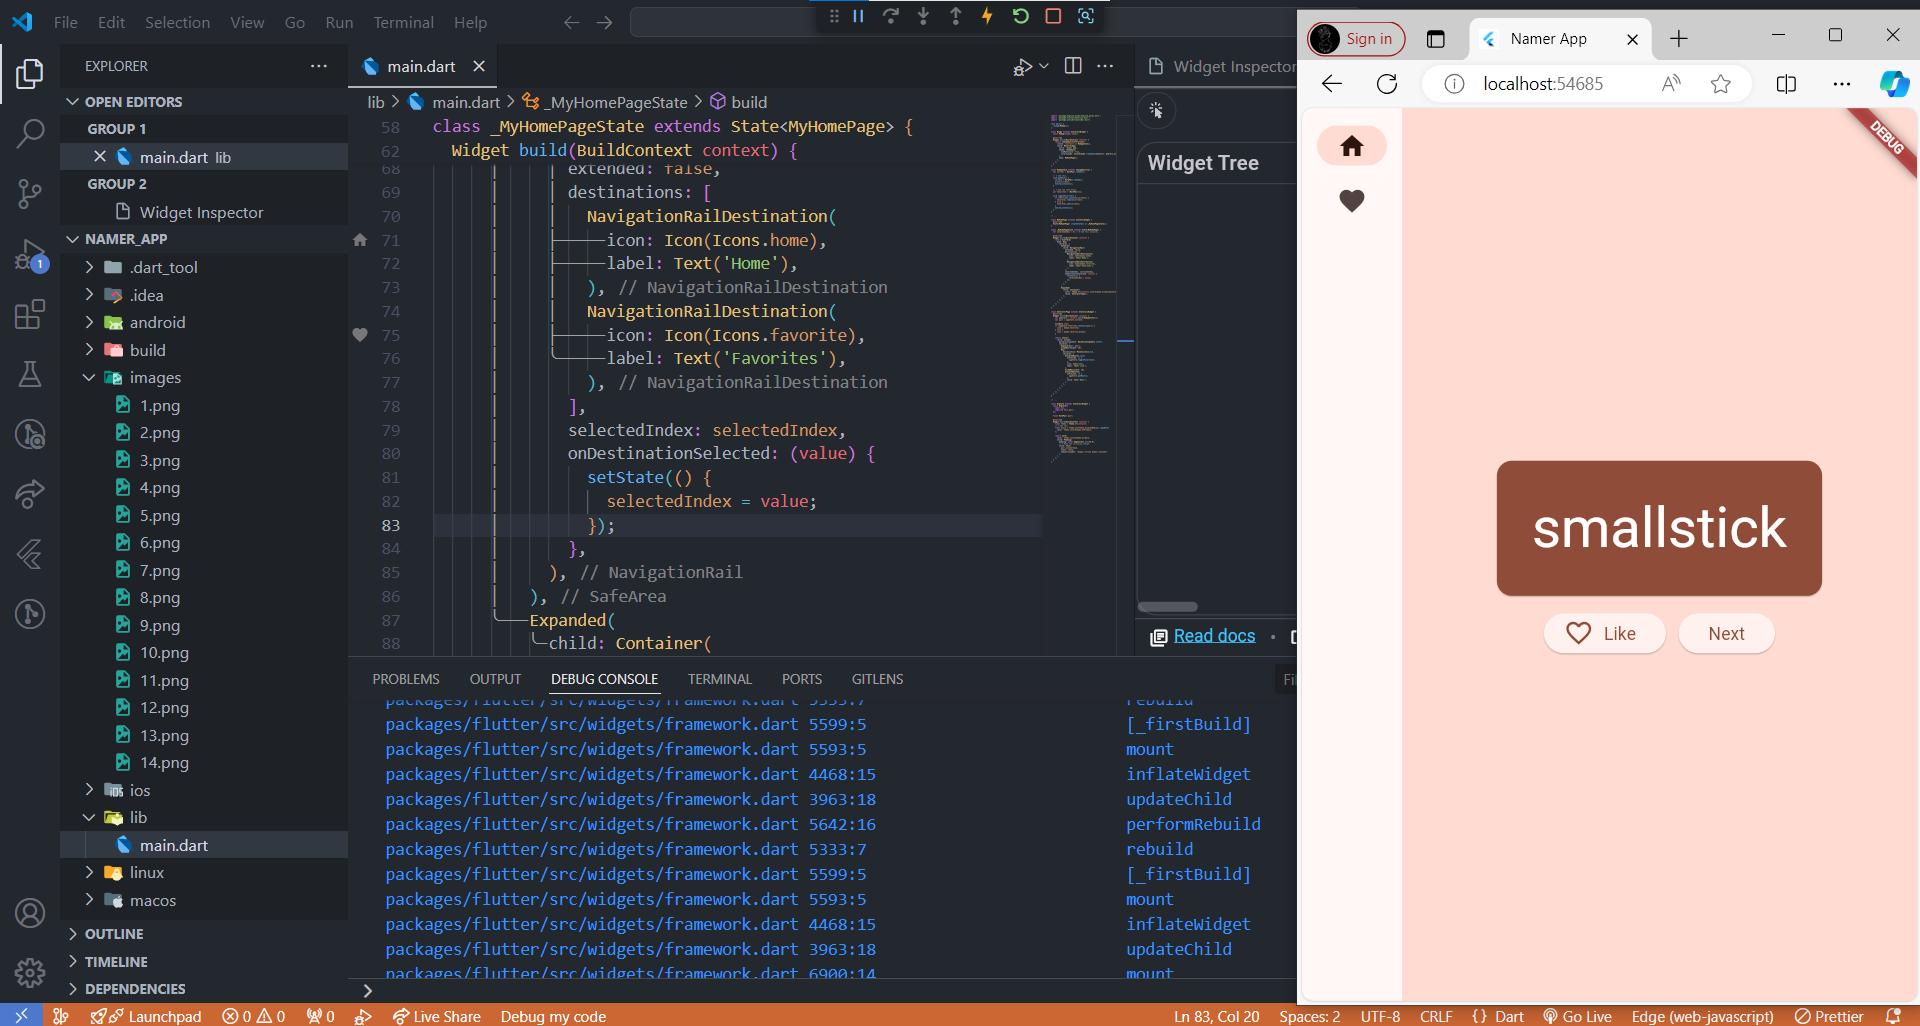 File Edit Selection View Go Run Terminal Help
EXPLORER
OPEN EDITORS
GROUP 1
main.dart lib
GROUP 2
Widget Inspector
NAMER_APP
.dart_tool
.idea
android
build
images
1.png
2.png
3.png
4.png
5.png
6.png
7.png
8.png
9.png
10.png
11.png
12.png
13.png
14.png
ios
lib
main.dart
linux
macos
OUTLINE
TIMELINE
DEPENDENCIES
1
main.dart
lib > main.dart > _MyHomePageState > build
58 class _MyHomePageState extends State<MyHomePage> {
62 Widget build(BuildContext context) {
68 extended: false,
69 destinations: [
70 NavigationRailDestination(
71 icon: Icon(Icons.home),
72 label: Text('Home'),
73 ), // NavigationRailDestination
74 NavigationRailDestination(
75 icon: Icon(Icons.favorite),
76 label: Text('Favorites'),
77 ), // NavigationRailDestination
78 ],
79 selectedIndex: selectedIndex,
80 onDestinationSelected: (value) {
81 setState(() {
82 selectedIndex = value;
83 });
84 },
85 ), // NavigationRail
86 ), // SafeArea
87 Expanded(
88 child: Container(
Widget Inspector
Widget Tree
Read docs
PROBLEMS OUTPUT DEBUG CONSOLE TERMINAL PORTS GITLENS Fi
packages/flutter/src/widgets/framework.dart 5333:7 rebuild
packages/flutter/src/widgets/framework.dart 5599:5 [_firstBuild]
packages/flutter/src/widgets/framework.dart 5593:5 mount
packages/flutter/src/widgets/framework.dart 4468:15 inflateWidget
packages/flutter/src/widgets/framework.dart 3963:18 updateChild
packages/flutter/src/widgets/framework.dart 5642:16 performRebuild
packages/flutter/src/widgets/framework.dart 5333:7 rebuild
packages/flutter/src/widgets/framework.dart 5599:5 [_firstBuild]
packages/flutter/src/widgets/framework.dart 5593:5 mount
packages/flutter/src/widgets/framework.dart 4468:15 inflateWidget
packages/flutter/src/widgets/framework.dart 3963:18 updateChild
packages/flutter/src/widgets/framework.dart 6900:14 mount
Launchpad 0 0 0 Live Share Debug my code Ln 83, Col 20 Spaces: 2 UTF-8 CRLF {} Dart Go Live Edge (web-javascript) Prettier
Sign in
Namer App
localhost:54685
DEBUG
smallstick
Like
Next